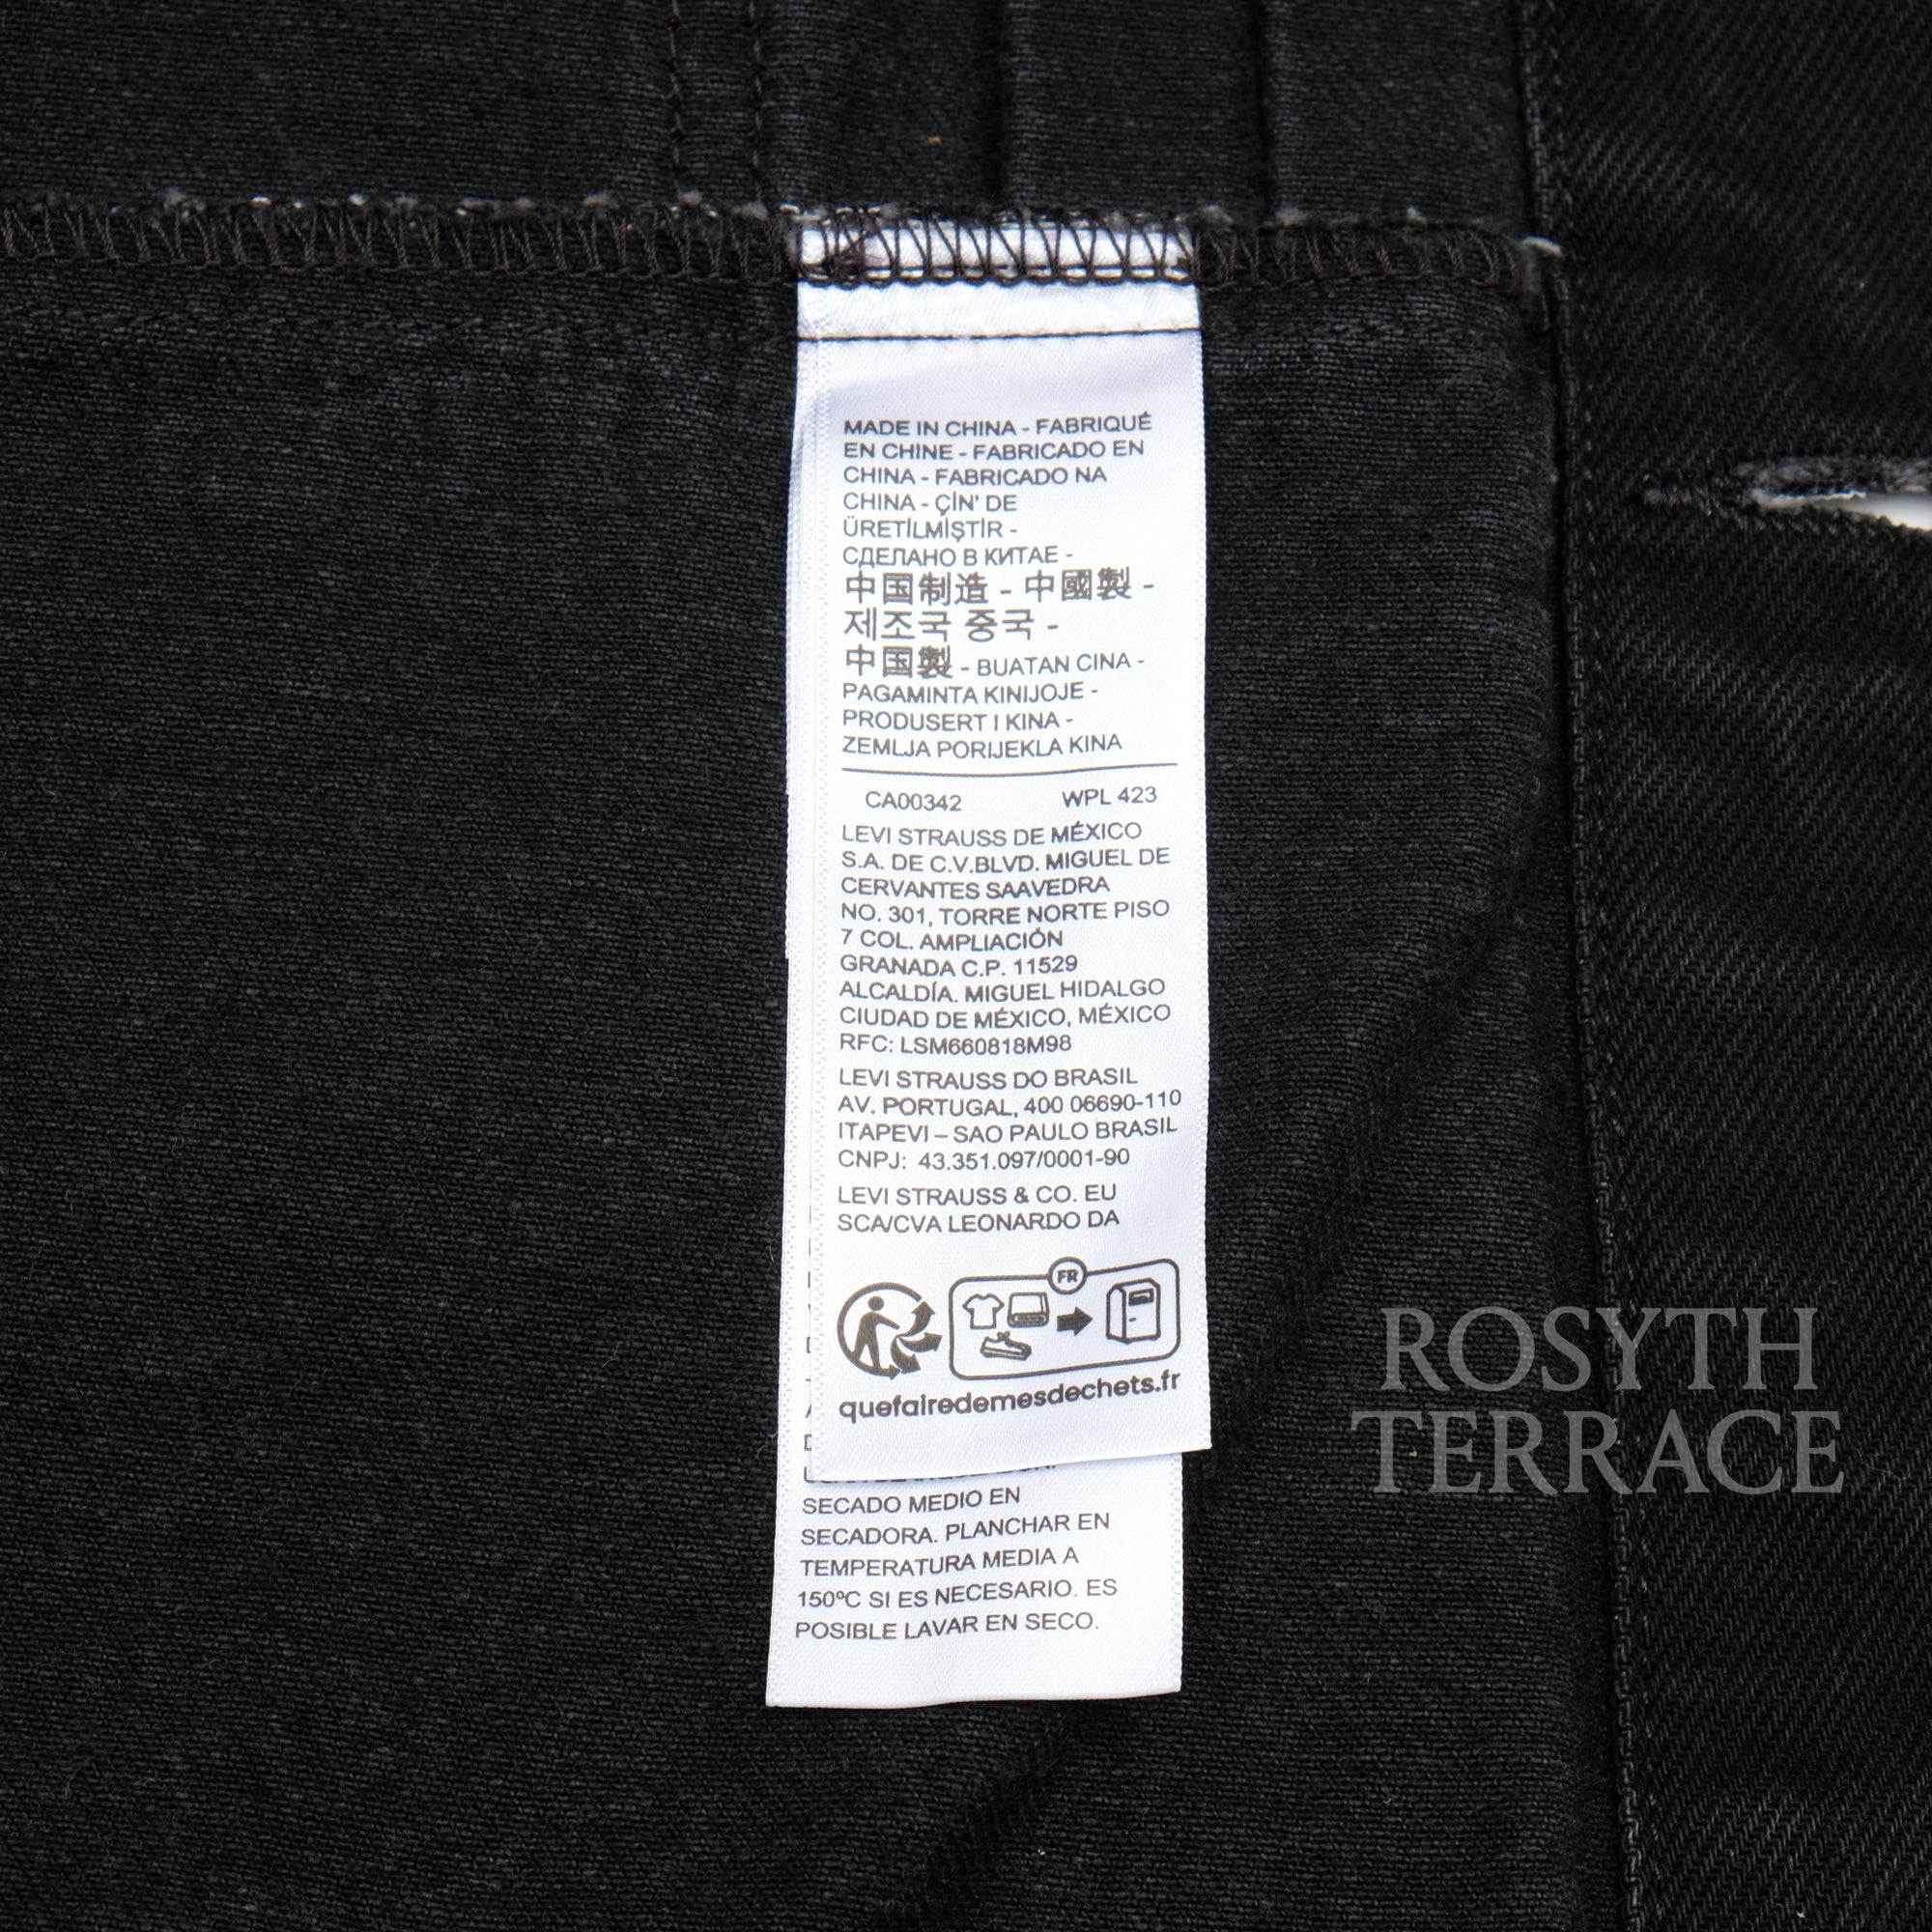 MADE IN CHINA - FABRIQUÉ
EN CHINE - FABRICADO EN
CHINA - FABRICADO NA
CHINA - ÇİN' DE
ÜRETİLMİŞTİR -
СДЕЛАНО В КИТАЕ -
中国制造 - 中國製 -
제조국 중국 -
中国製 - BUATAN CINA -
PAGAMINTA KINIJOJE -
PRODUSERT I KINA -
ZEMLJA PORIJEKLA KINA
CA00342 WPL 423
LEVI STRAUSS DE MÉXICO
S.A. DE C.V.BLVD. MIGUEL DE
CERVANTES SAAVEDRA
NO. 301, TORRE NORTE PISO
7 COL. AMPLIACIÓN
GRANADA C.P. 11529
ALCALDÍA. MIGUEL HIDALGO
CIUDAD DE MÉXICO, MÉXICO
RFC: LSM660818M98
LEVI STRAUSS DO BRASIL
AV. PORTUGAL, 400 06690-110
ITAPEVI – SAO PAULO BRASIL
CNPJ: 43.351.097/0001-90
LEVI STRAUSS & CO. EU
SCA/CVA LEONARDO DA
FR
quefairedemesdechets.fr
SECADO MEDIO EN
SECADORA. PLANCHAR EN
TEMPERATURA MEDIA A
150ºC SI ES NECESARIO. ES
POSIBLE LAVAR EN SECO.
ROSYTH
TERRACE